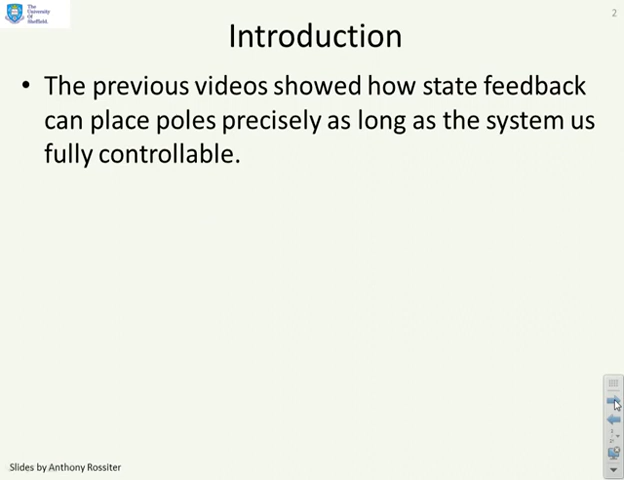 The
University
Of
Sheffield.
2
Introduction
• The previous videos showed how state feedback
can place poles precisely as long as the system us
fully controllable.
Slides by Anthony Rossiter